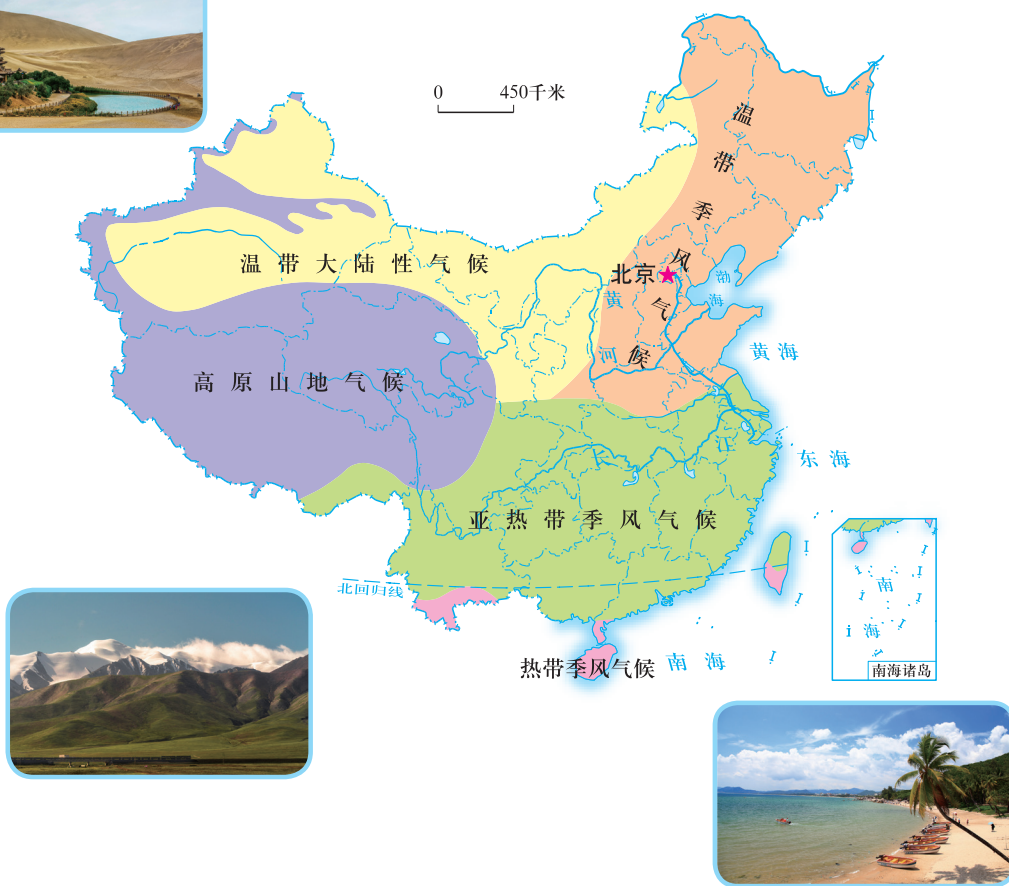 0 450千米
温带季风气候
温带大陆性气候
北京
渤海
黄河
黄海
高原山地气候
江
东海
亚热带季风气候
北回归线
热带季风气候
南海
南海
南海诸岛